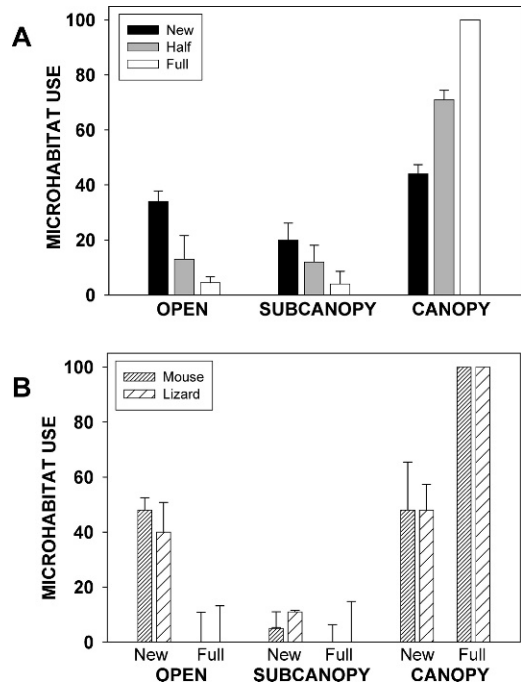 A
New
Half
Full
MICROHABITAT USE
100
80
60
40
20
0
OPEN SUBCANOPY CANOPY
B
Mouse
Lizard
MICROHABITAT USE
100
80
60
40
20
0
New Full New Full New Full
OPEN SUBCANOPY CANOPY